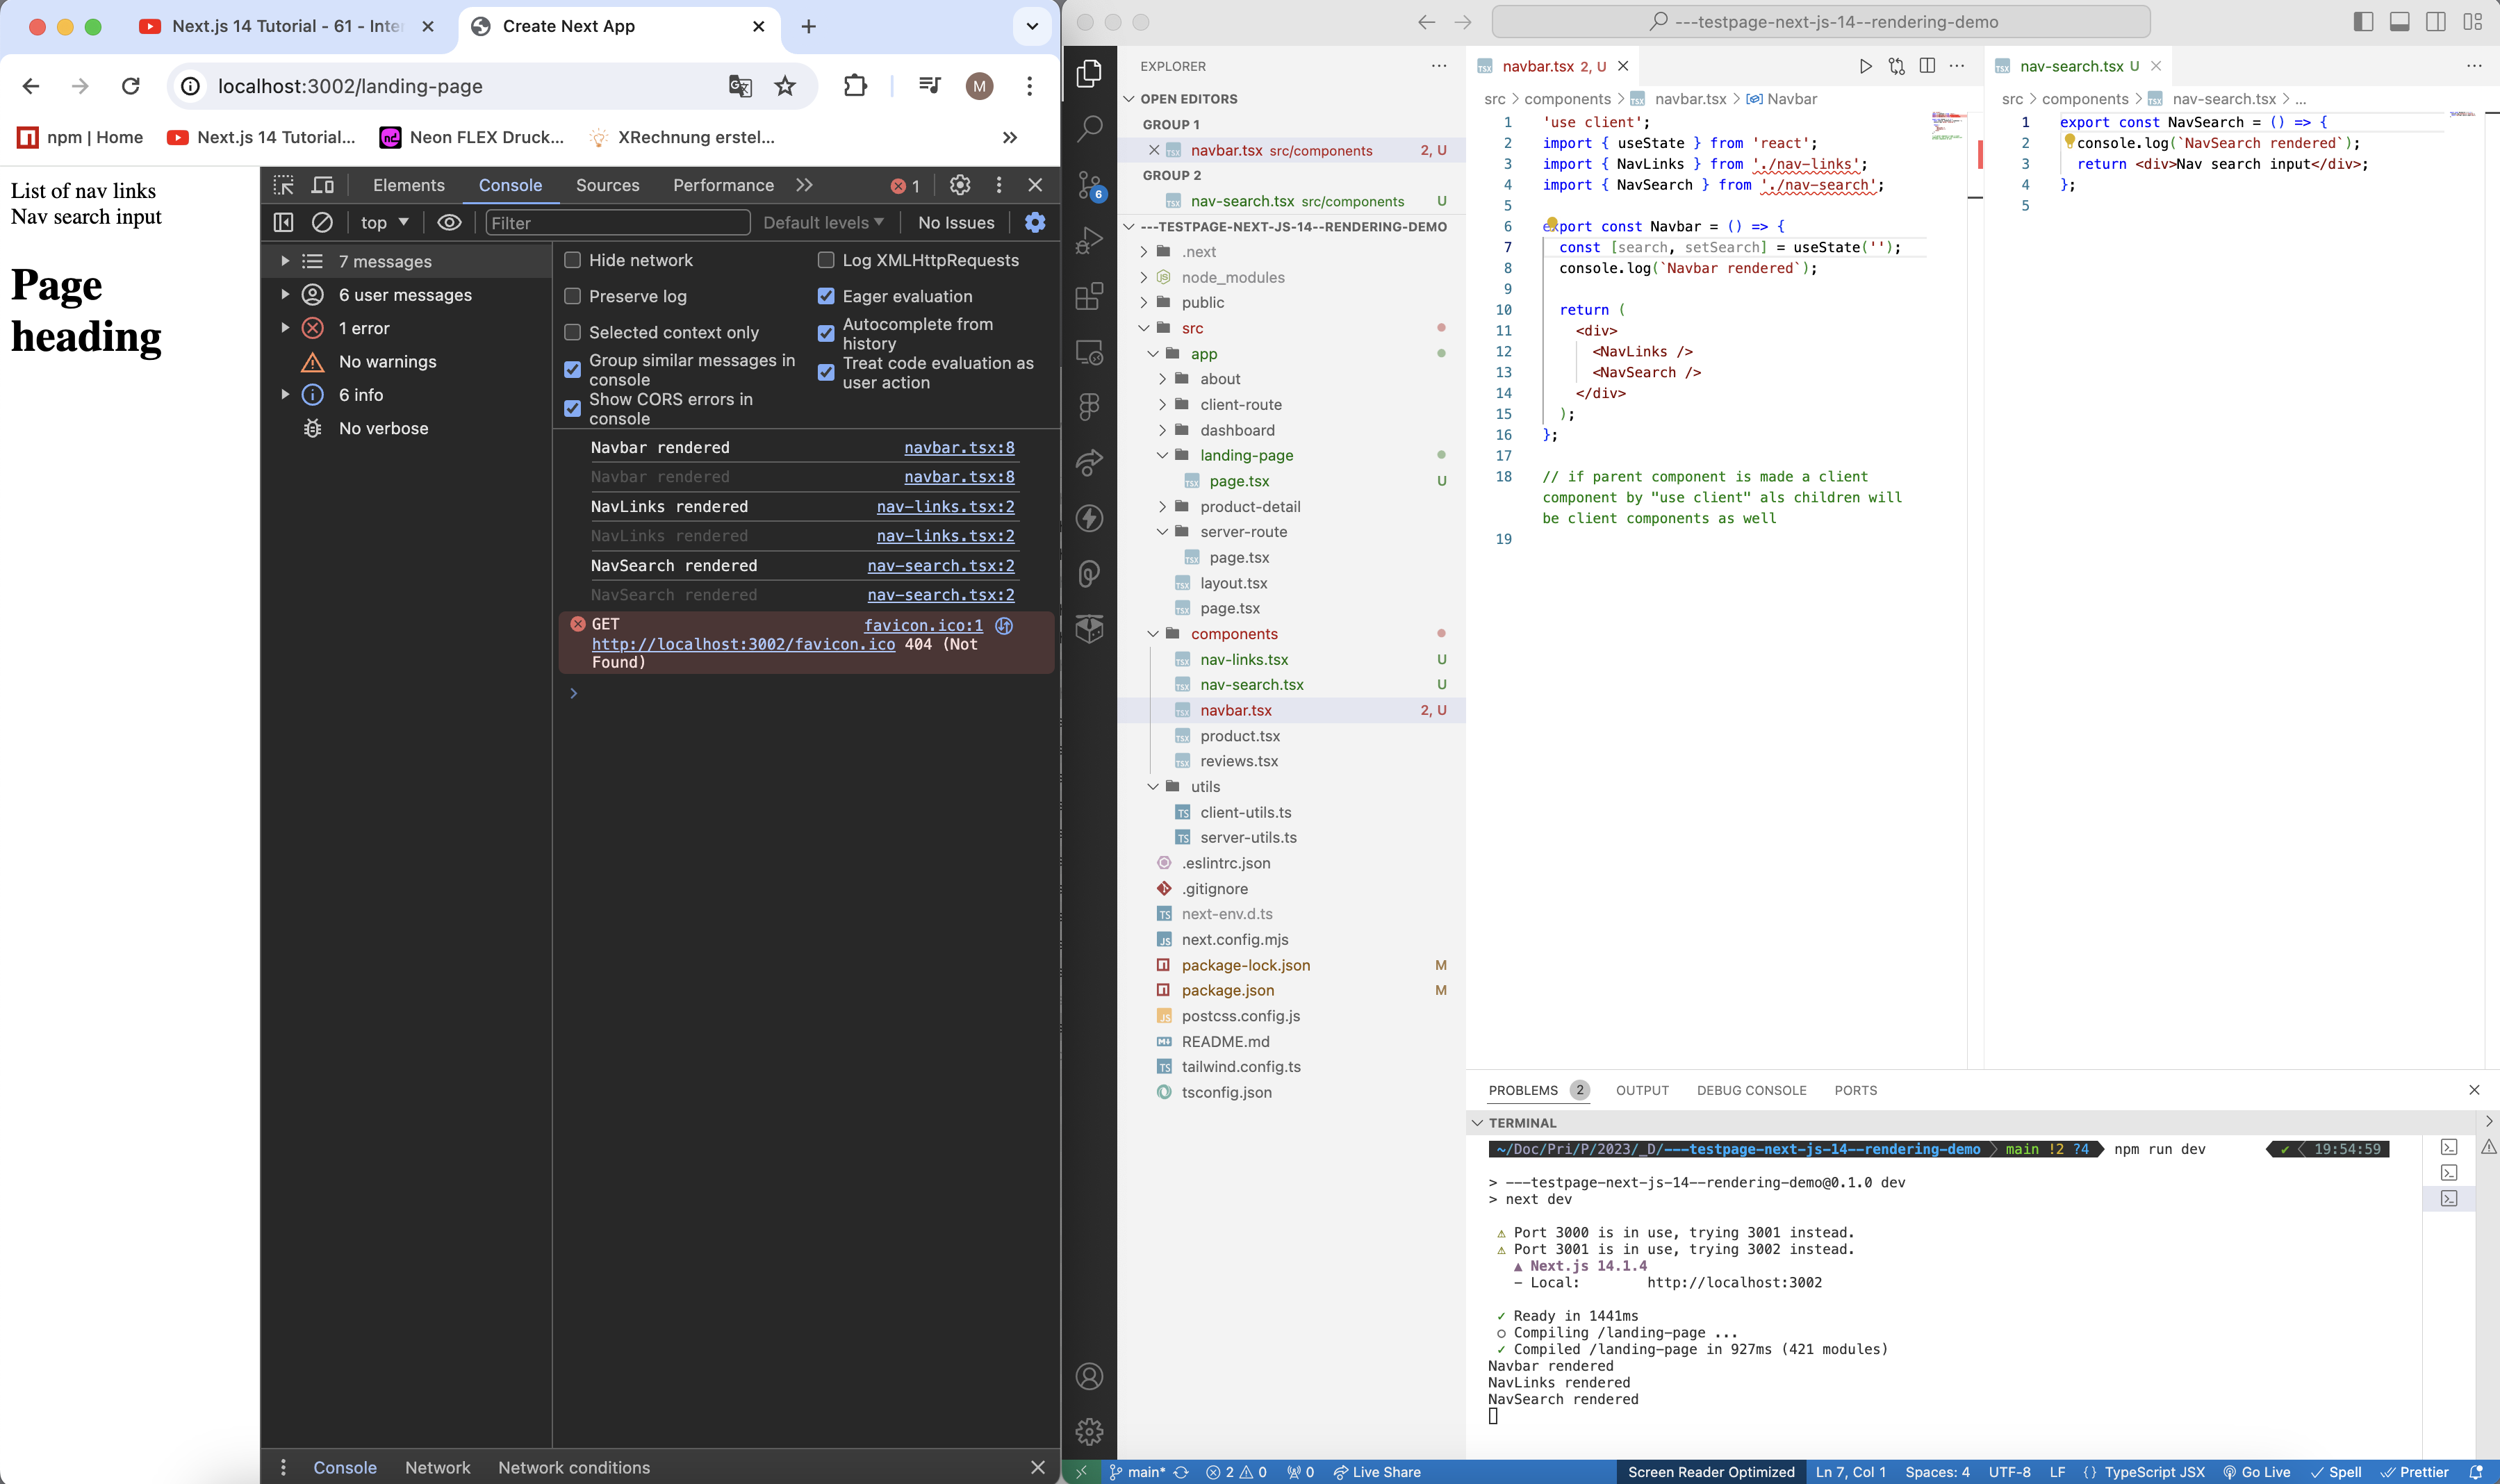 Next.js 14 Tutorial - 61 - Inter
Create Next App
localhost:3002/landing-page
M
npm | Home
Next.js 14 Tutorial...
Neon FLEX Druck...
XRechnung erstel...
List of nav links
Nav search input
Page
heading
Elements
Console
Sources
Performance
1
top
Filter
Default levels
No Issues
7 messages
6 user messages
1 error
No warnings
6 info
No verbose
Hide network
Log XMLHttpRequests
Preserve log
Eager evaluation
Selected context only
Autocomplete from
history
Group similar messages in
console
Treat code evaluation as
user action
Show CORS errors in
console
Navbar rendered navbar.tsx:8
Navbar rendered navbar.tsx:8
NavLinks rendered nav-links.tsx:2
NavLinks rendered nav-links.tsx:2
NavSearch rendered nav-search.tsx:2
NavSearch rendered nav-search.tsx:2
GET favicon.ico:1
http://localhost:3002/favicon.ico 404 (Not
Found)
Console
Network
Network conditions
---testpage-next-js-14--rendering-demo
6
EXPLORER
OPEN EDITORS
GROUP 1
navbar.tsx src/components 2, U
GROUP 2
nav-search.tsx src/components U
---TESTPAGE-NEXT-JS-14--RENDERING-DEMO
.next
node_modules
public
src
app
about
client-route
dashboard
landing-page
page.tsx U
product-detail
server-route
page.tsx
layout.tsx
page.tsx
components
nav-links.tsx U
nav-search.tsx U
navbar.tsx 2, U
product.tsx
reviews.tsx
utils
client-utils.ts
server-utils.ts
.eslintrc.json
.gitignore
next-env.d.ts
next.config.mjs
package-lock.json M
package.json M
postcss.config.js
README.md
tailwind.config.ts
tsconfig.json
navbar.tsx 2, U
src > components > navbar.tsx > Navbar
1 'use client';
2 import { useState } from 'react';
3 import { NavLinks } from './nav-links';
4 import { NavSearch } from './nav-search';
5
6 export const Navbar = () => {
7 const [search, setSearch] = useState('');
8 console.log(`Navbar rendered`);
9
10 return (
11 <div>
12 <NavLinks />
13 <NavSearch />
14 </div>
15 );
16 };
17
18 // if parent component is made a client
component by "use client" als children will
be client components as well
19
nav-search.tsx U
src > components > nav-search.tsx > ...
1 export const NavSearch = () => {
2 console.log(`NavSearch rendered`);
3 return <div>Nav search input</div>;
4 };
5
PROBLEMS 2
OUTPUT
DEBUG CONSOLE
PORTS
TERMINAL
~/Doc/Pri/P/2023/_D/---testpage-next-js-14--rendering-demo main !2 ?4 npm run dev ✔ 19:54:59
> ---testpage-next-js-14--rendering-demo@0.1.0 dev
> next dev
⚠ Port 3000 is in use, trying 3001 instead.
⚠ Port 3001 is in use, trying 3002 instead.
▲ Next.js 14.1.4
- Local: http://localhost:3002
✓ Ready in 1441ms
○ Compiling /landing-page ...
✓ Compiled /landing-page in 927ms (421 modules)
Navbar rendered
NavLinks rendered
NavSearch rendered
main*
2
0
0
Live Share
Screen Reader Optimized
Ln 7, Col 1
Spaces: 4
UTF-8
LF
{} TypeScript JSX
Go Live
Spell
Prettier